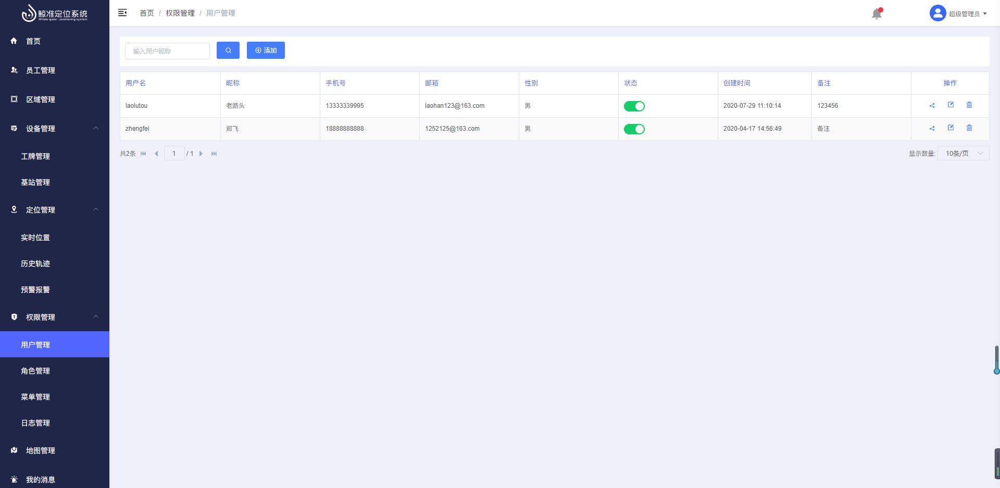 鲸准定位系统
Whale quasi - positioning system
首页
员工管理
区域管理
设备管理
工牌管理
基站管理
定位管理
实时位置
历史轨迹
预警报警
权限管理
用户管理
角色管理
菜单管理
日志管理
地图管理
我的消息
首页 / 权限管理 / 用户管理
超级管理员
输入用户昵称
添加
用户名 昵称 手机号 邮箱 性别 状态 创建时间 备注 操作
laolutou 老路头 13333339995 laohan123@163.com 男 2020-07-29 11:10:14 123456
zhengfei 郑飞 18888888888 1252125@163.com 男 2020-04-17 14:56:49 备注
共2条 1 / 1 显示数量: 10条/页